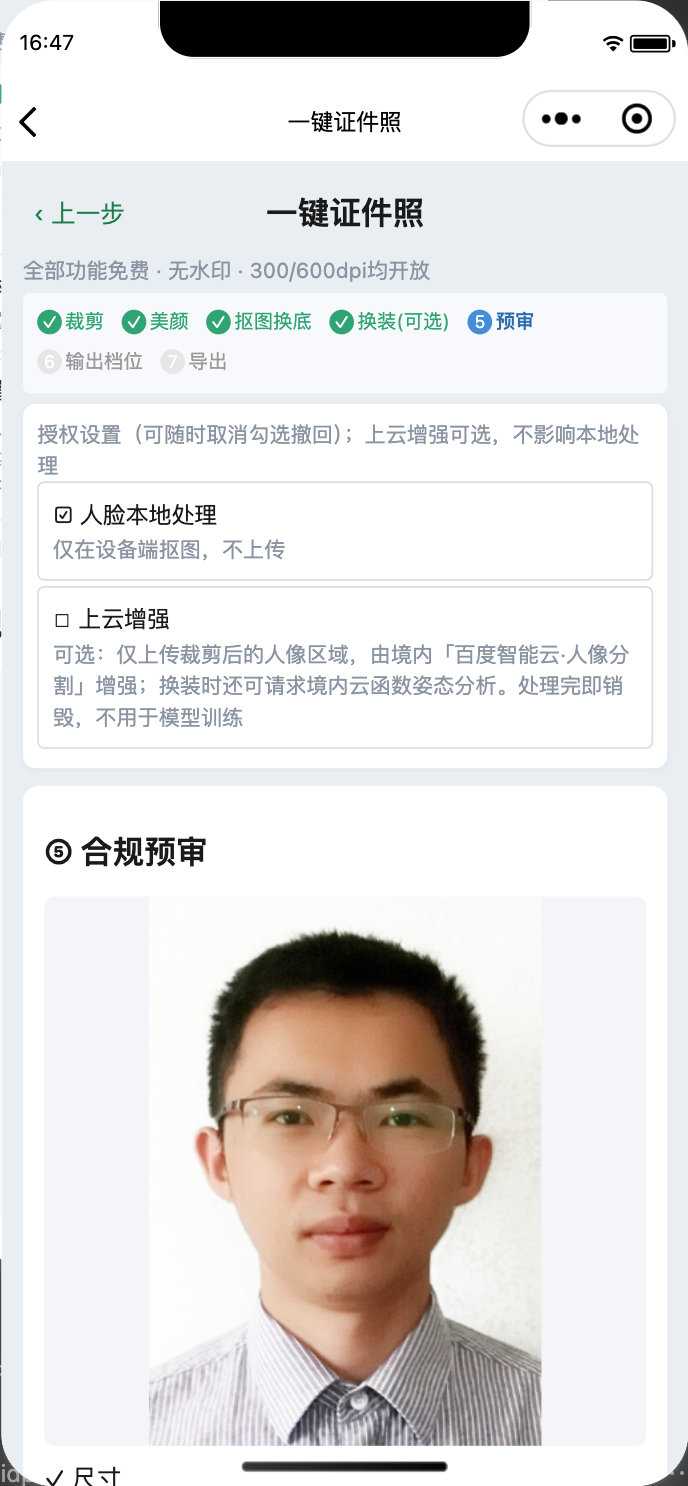 16:47
一键证件照
‹ 上一步
一键证件照
全部功能免费 · 无水印 · 300/600dpi均开放
裁剪 美颜 抠图换底 换装(可选) 5 预审
6 输出档位 7 导出
授权设置（可随时取消勾选撤回）；上云增强可选，不影响本地处
理
人脸本地处理
仅在设备端抠图，不上传
上云增强
可选：仅上传裁剪后的人像区域，由境内「百度智能云·人像分
割」增强；换装时还可请求境内云函数姿态分析。处理完即销
毁，不用于模型训练
⑤ 合规预审
✓ 尺寸